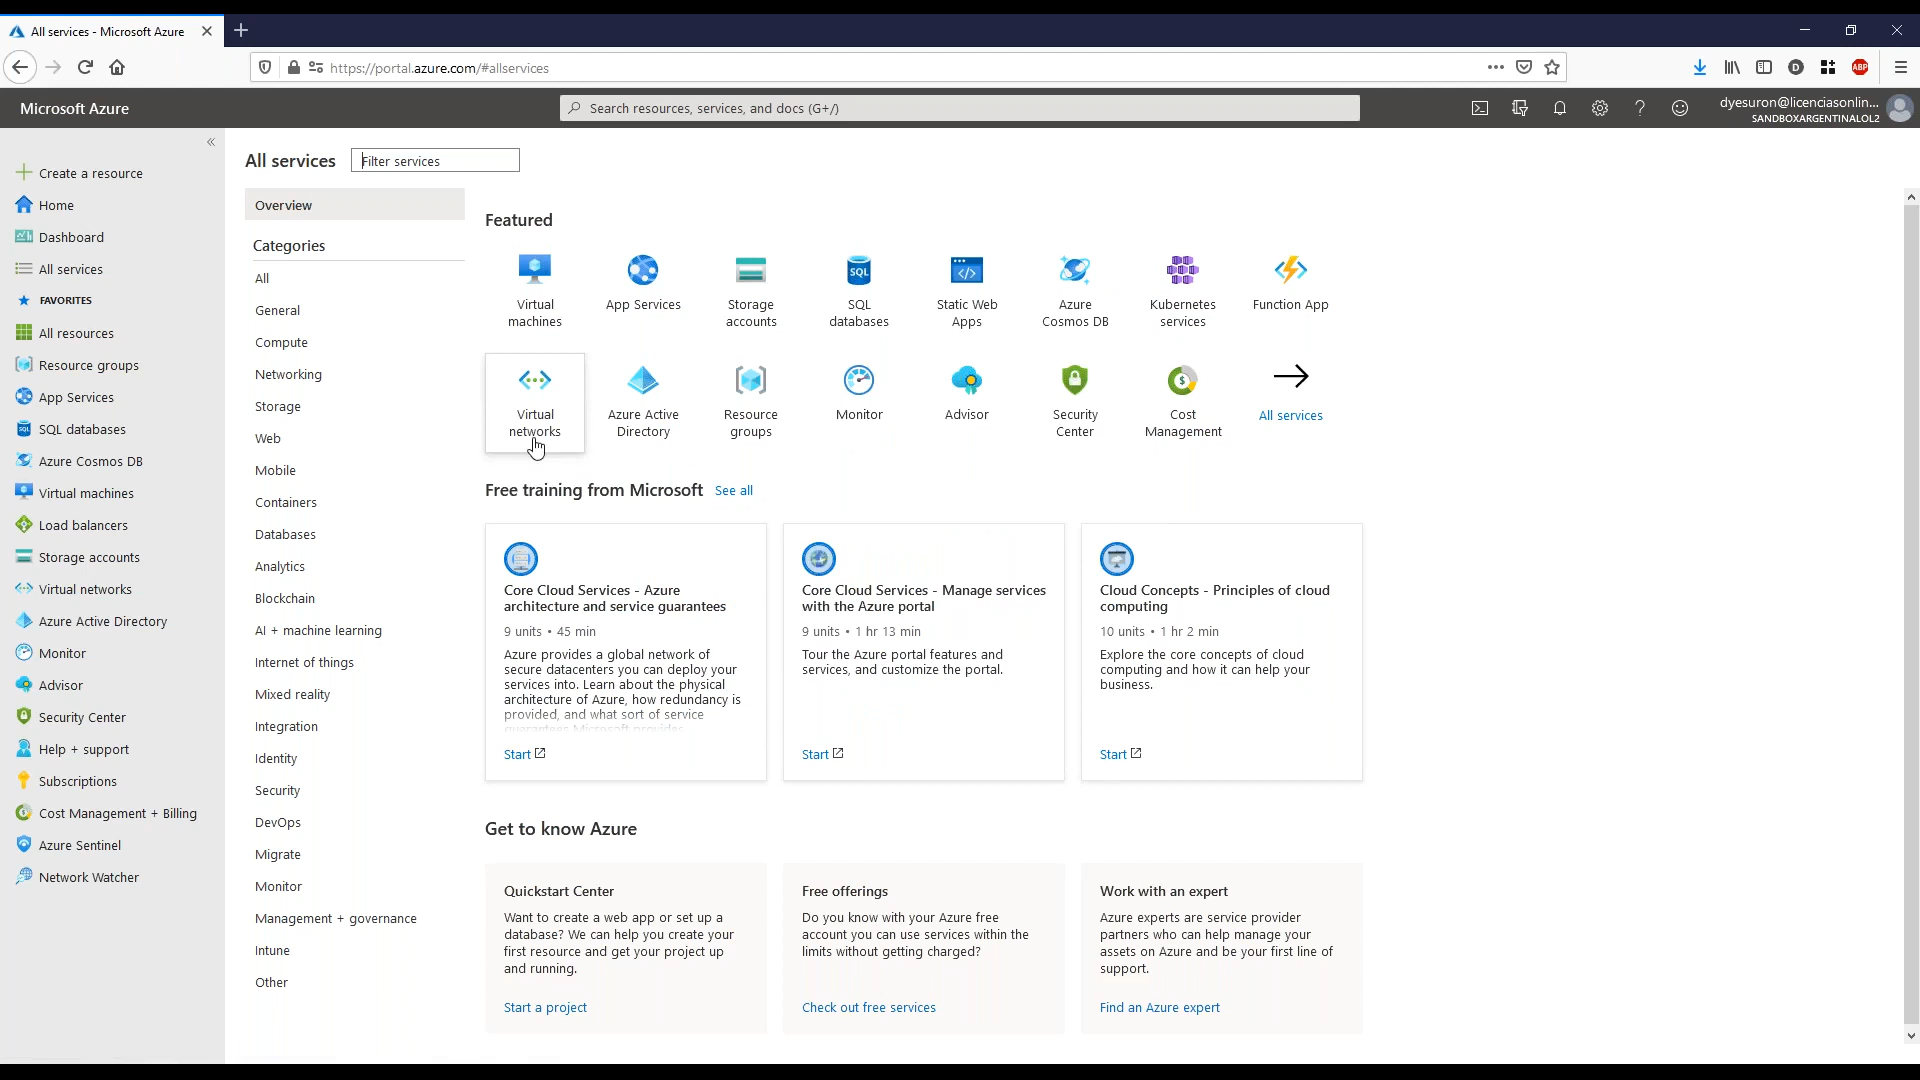 All services - Microsoft Azure
https://portal.azure.com/#allservices
D
ABP
Microsoft Azure
Search resources, services, and docs (G+/)
dyesuron@licenciasonlin...
SANDBOXARGENTINALOL2
Create a resource
Home
Dashboard
All services
FAVORITES
All resources
Resource groups
App Services
SQL databases
Azure Cosmos DB
Virtual machines
Load balancers
Storage accounts
Virtual networks
Azure Active Directory
Monitor
Advisor
Security Center
Help + support
Subscriptions
Cost Management + Billing
Azure Sentinel
Network Watcher
All services
Filter services
Overview
Categories
All
General
Compute
Networking
Storage
Web
Mobile
Containers
Databases
Analytics
Blockchain
AI + machine learning
Internet of things
Mixed reality
Integration
Identity
Security
DevOps
Migrate
Monitor
Management + governance
Intune
Other
Featured
Virtual
machines
App Services
Storage
accounts
SQL
SQL
databases
Static Web
Apps
Azure
Cosmos DB
Kubernetes
services
Function App
Virtual
networks
Azure Active
Directory
Resource
groups
Monitor
Advisor
Security
Center
Cost
Management
All services
Free training from Microsoft See all
Core Cloud Services - Azure
architecture and service guarantees
9 units • 45 min
Azure provides a global network of
secure datacenters you can deploy your
services into. Learn about the physical
architecture of Azure, how redundancy is
provided, and what sort of service
guarantees Microsoft provides.
Start
Core Cloud Services - Manage services
with the Azure portal
9 units • 1 hr 13 min
Tour the Azure portal features and
services, and customize the portal.
Start
Cloud Concepts - Principles of cloud
computing
10 units • 1 hr 2 min
Explore the core concepts of cloud
computing and how it can help your
business.
Start
Get to know Azure
Quickstart Center
Want to create a web app or set up a
database? We can help you create your
first resource and get your project up
and running.
Start a project
Free offerings
Do you know with your Azure free
account you can use services within the
limits without getting charged?
Check out free services
Work with an expert
Azure experts are service provider
partners who can help manage your
assets on Azure and be your first line of
support.
Find an Azure expert